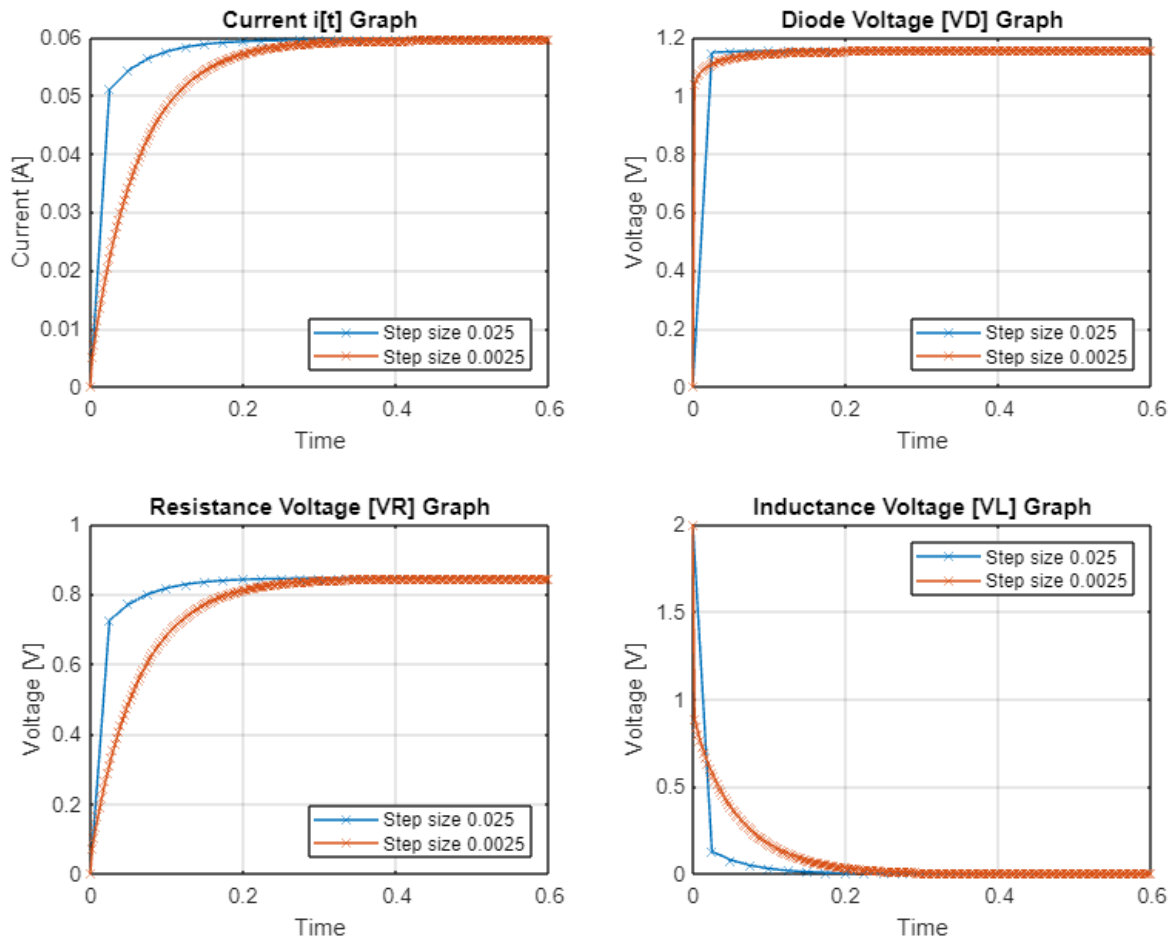 Current i[t] Graph
0.06
0.05
0.04
0.03
0.02
0.01
0
Current [A]
Step size 0.025
Step size 0.0025
0 0.2 0.4 0.6
Time
Diode Voltage [VD] Graph
1.2
1
0.8
0.6
0.4
0.2
0
Voltage [V]
Step size 0.025
Step size 0.0025
0 0.2 0.4 0.6
Time
Resistance Voltage [VR] Graph
1
0.8
0.6
0.4
0.2
0
Voltage [V]
Step size 0.025
Step size 0.0025
0 0.2 0.4 0.6
Time
Inductance Voltage [VL] Graph
2
1.5
1
0.5
0
Voltage [V]
Step size 0.025
Step size 0.0025
0 0.2 0.4 0.6
Time